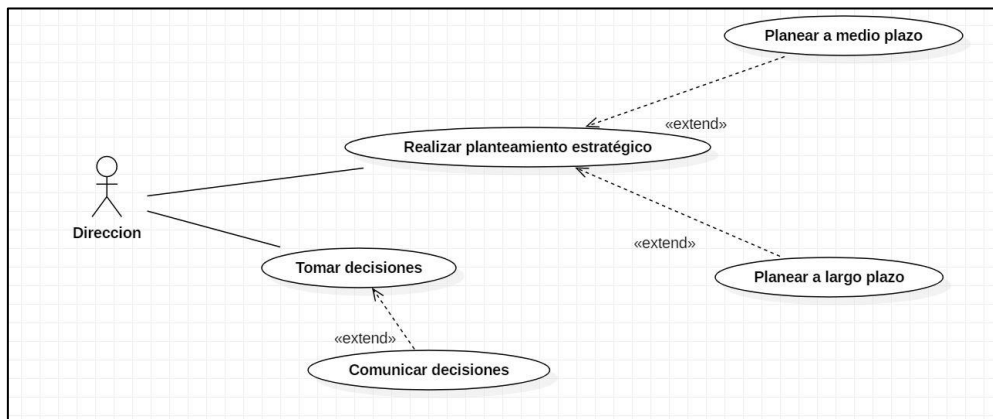 Planear a medio plazo
«extend»
Realizar planteamiento estratégico
Direccion
«extend»
Tomar decisiones
Planear a largo plazo
«extend»
Comunicar decisiones